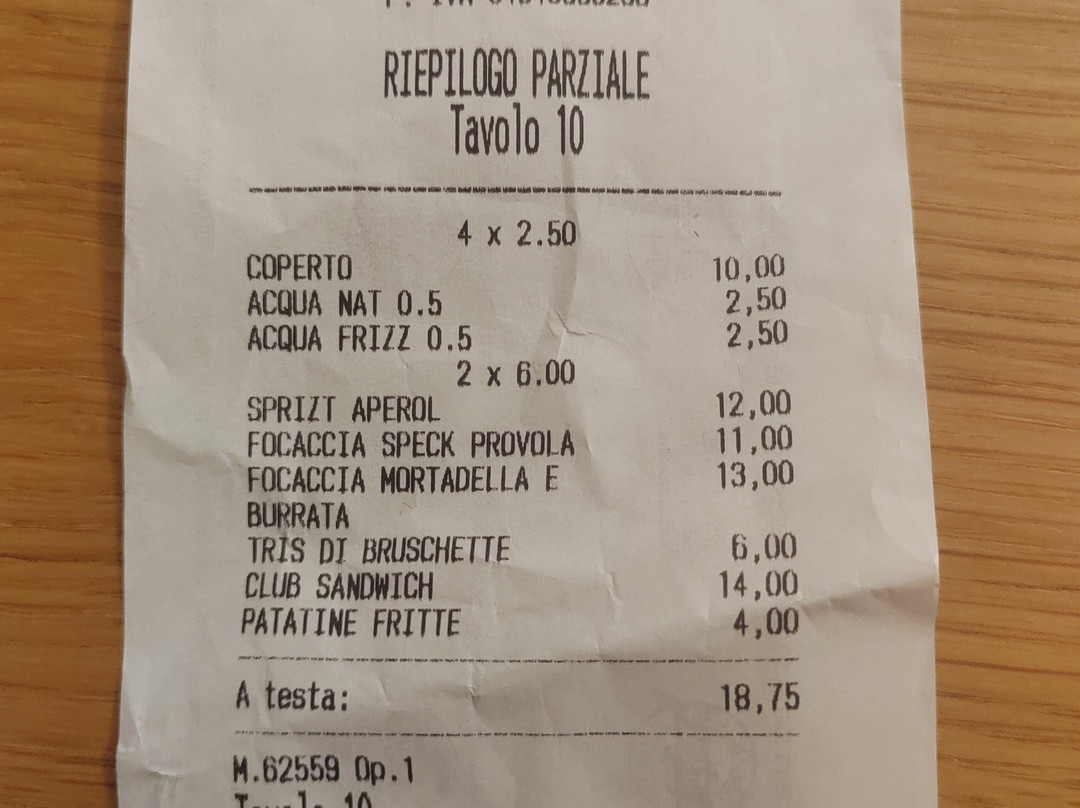 RIEPILOGO PARZIALE
Tavolo 10
4 x 2.50
COPERTO 10,00
ACQUA NAT 0.5 2,50
ACQUA FRIZZ 0.5 2,50
2 x 6.00
SPRIZT APEROL 12,00
FOCACCIA SPECK PROVOLA 11,00
FOCACCIA MORTADELLA E 13,00
BURRATA
TRIS DI BRUSCHETTE 6,00
CLUB SANDWICH 14,00
PATATINE FRITTE 4,00
A testa: 18,75
M.62559 Op.1
Tavolo 10